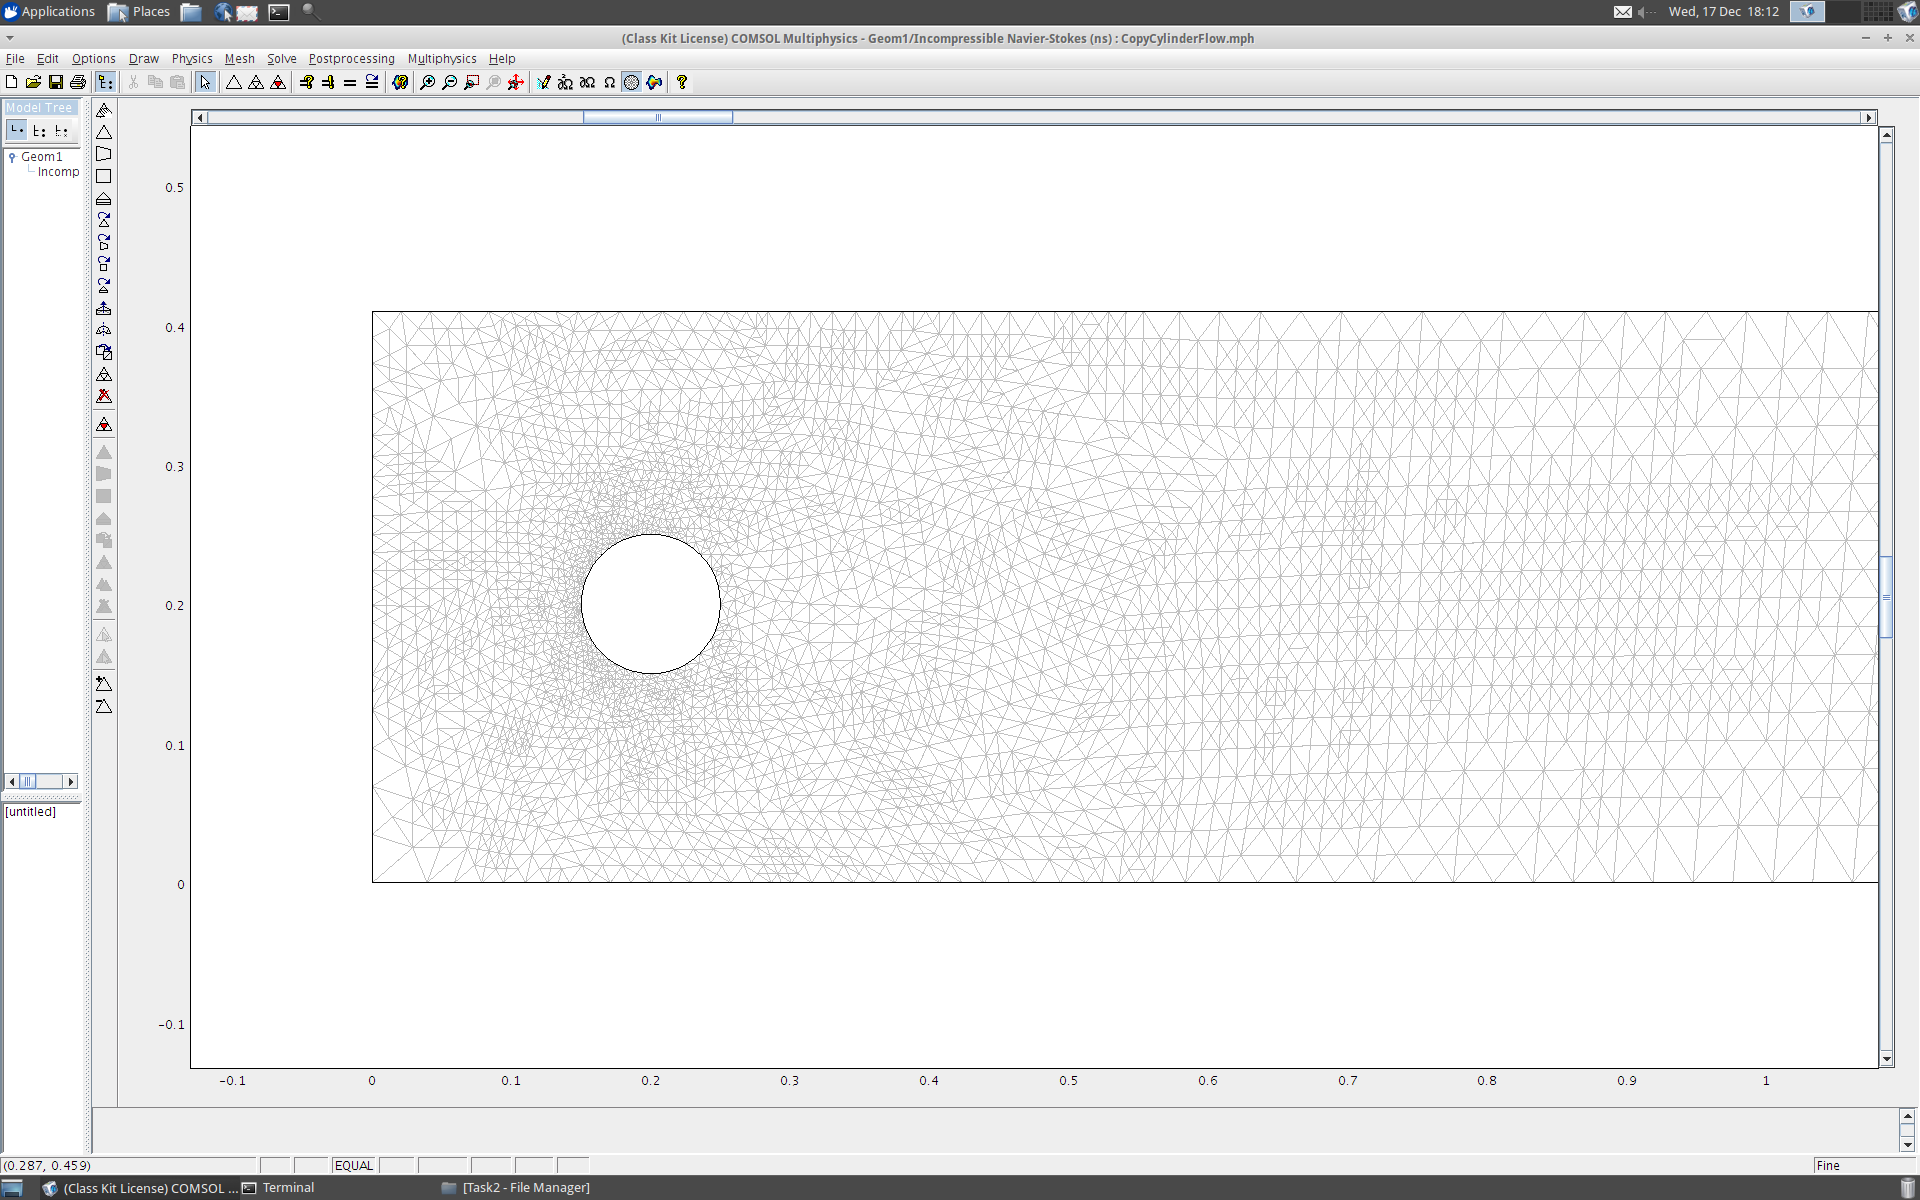 Applications Places Wed, 17 Dec 18:12
(Class Kit License) COMSOL Multiphysics - Geom1/Incompressible Navier-Stokes (ns) : CopyCylinderFlow.mph
File Edit Options Draw Physics Mesh Solve Postprocessing Multiphysics Help
Model Tree
Geom1
Incomp
[untitled]
0.5
0.4
0.3
0.2
0.1
0
-0.1
-0.1 0 0.1 0.2 0.3 0.4 0.5 0.6 0.7 0.8 0.9 1
(0.287, 0.459) EQUAL Fine
(Class Kit License) COMSOL ... Terminal [Task2 - File Manager]